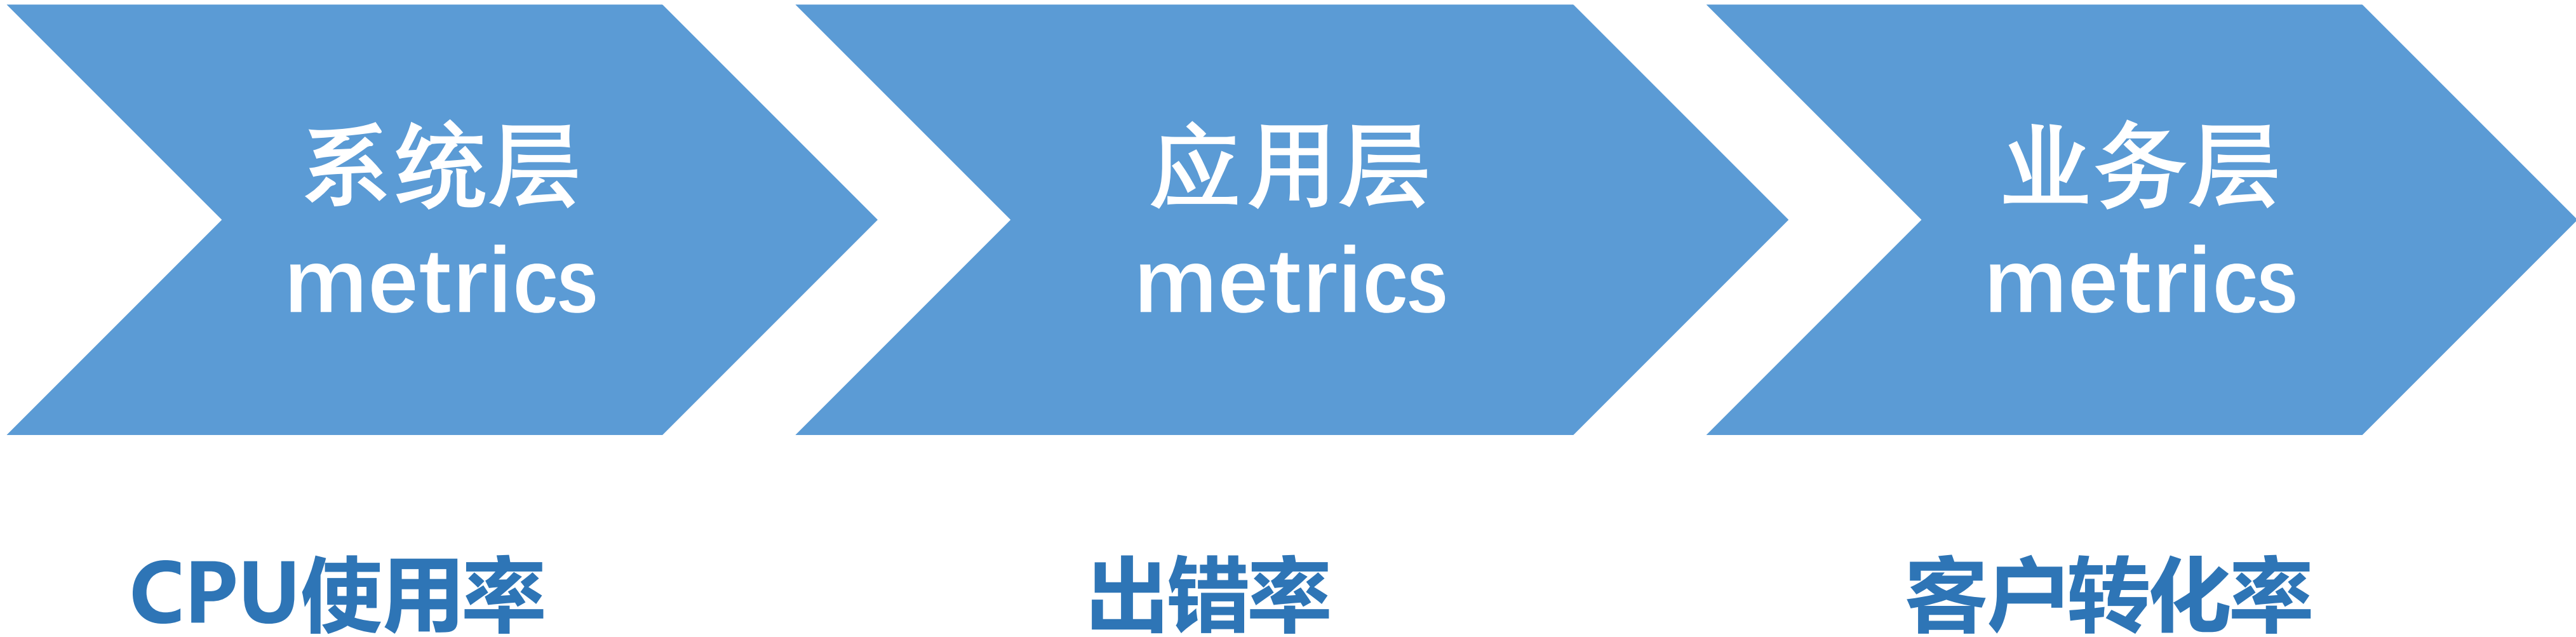 系统层
metrics
应用层
metrics
业务层
metrics
CPU使用率
出错率
客户转化率